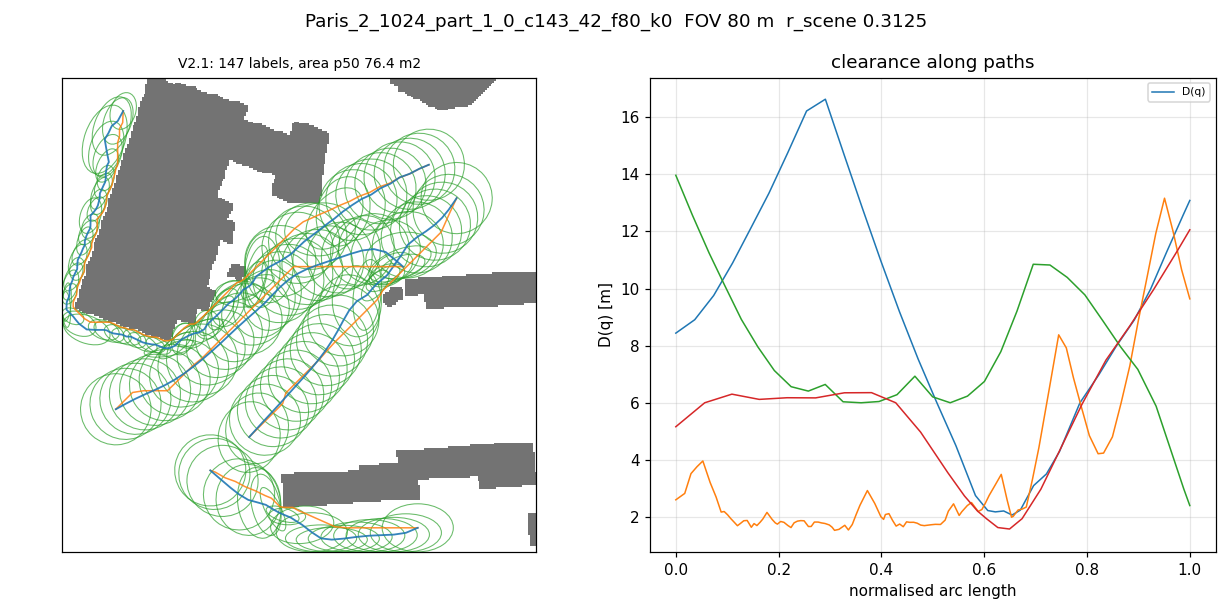 Paris_2_1024_part_1_0_c143_42_f80_k0 FOV 80 m r_scene 0.3125
V2.1: 147 labels, area p50 76.4 m2
clearance along paths
D(q)
16
14
12
10
8
6
4
2
D(q) [m]
0.0 0.2 0.4 0.6 0.8 1.0
normalised arc length